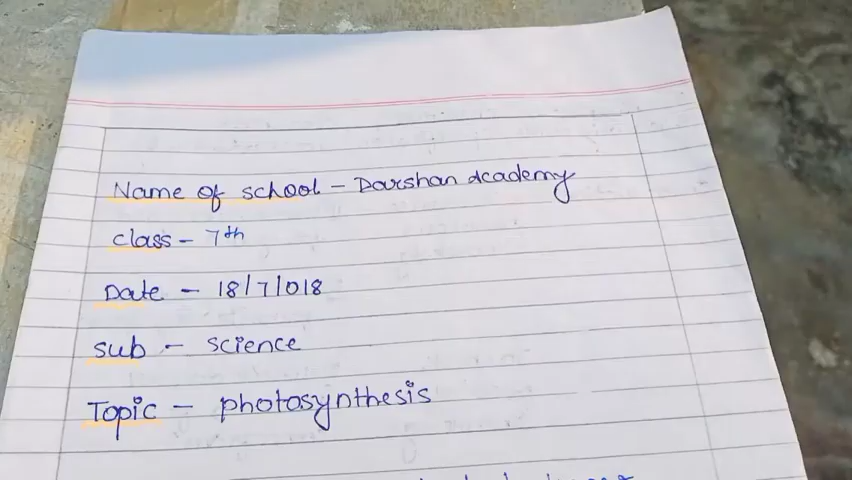 Name of school - Darshan Academy
class - 7th
Date - 18/7/018
sub - science
Topic - photosynthesis